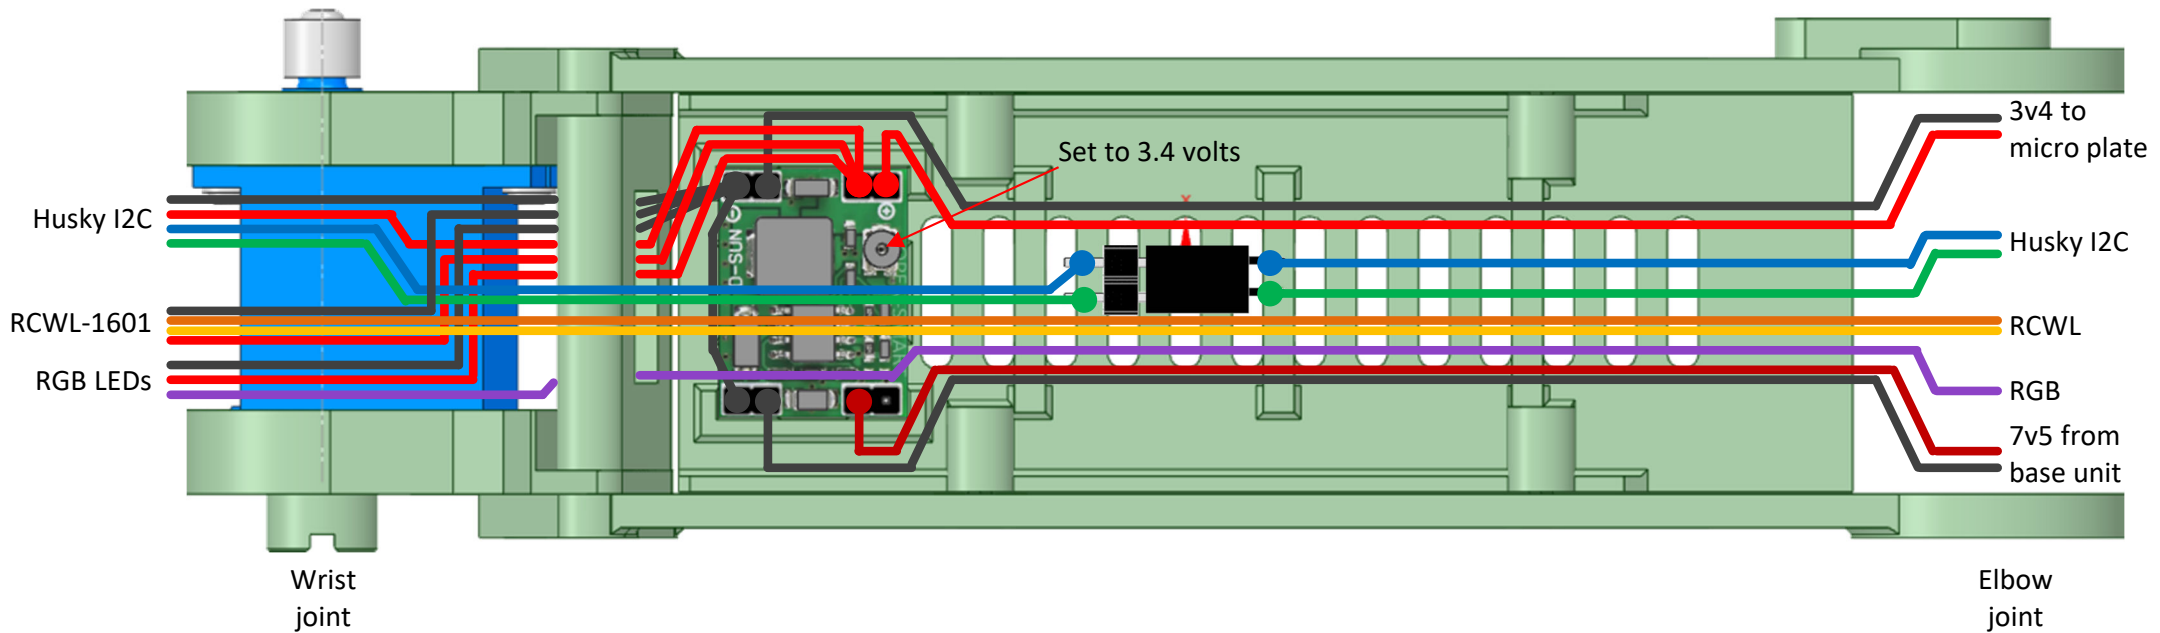 3v4 to
micro plate
Set to 3.4 volts
Husky I2C
Husky I2C
D-SUN
RCWL-1601
RCWL
RGB LEDs
RGB
7v5 from
base unit
Wrist
joint
Elbow
joint